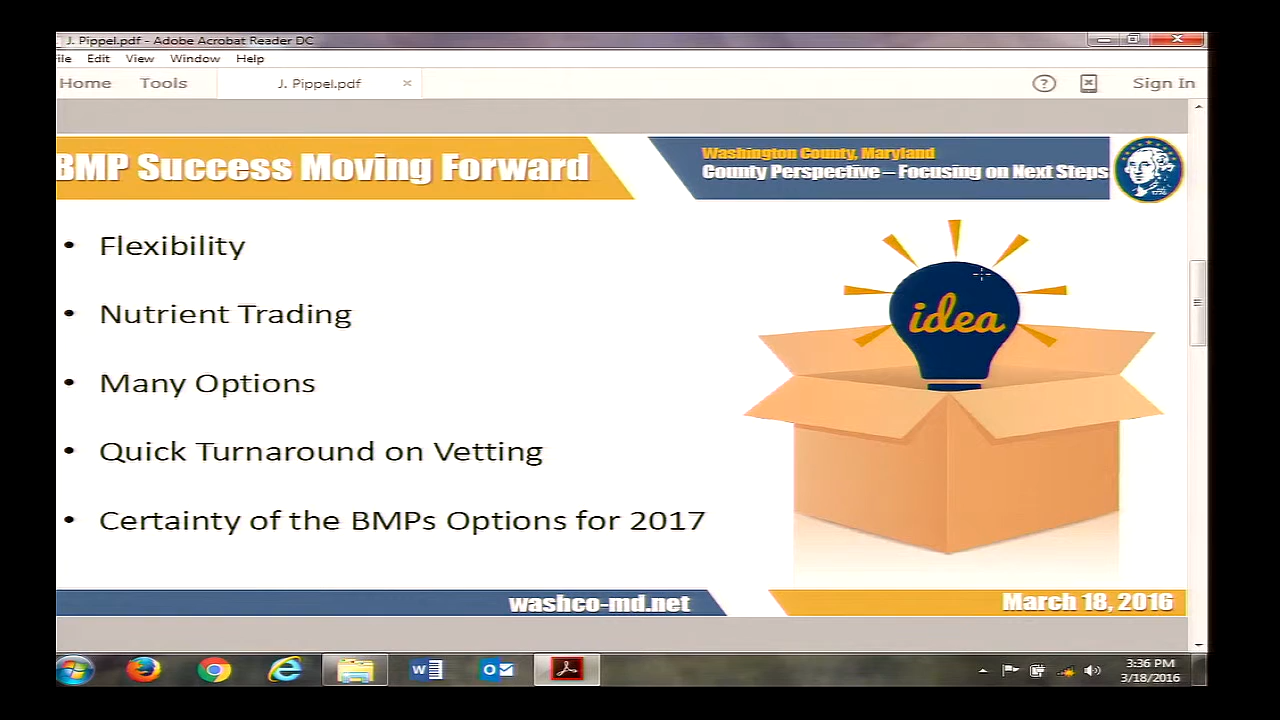 J. Pippel.pdf - Adobe Acrobat Reader DC
File Edit View Window Help
Home Tools J. Pippel.pdf × ? Sign In
BMP Success Moving Forward
Washington County, Maryland
County Perspective – Focusing on Next Steps
1776
• Flexibility
• Nutrient Trading
• Many Options
• Quick Turnaround on Vetting
• Certainty of the BMPs Options for 2017
idea
washco-md.net
March 18, 2016
3:36 PM
3/18/2016